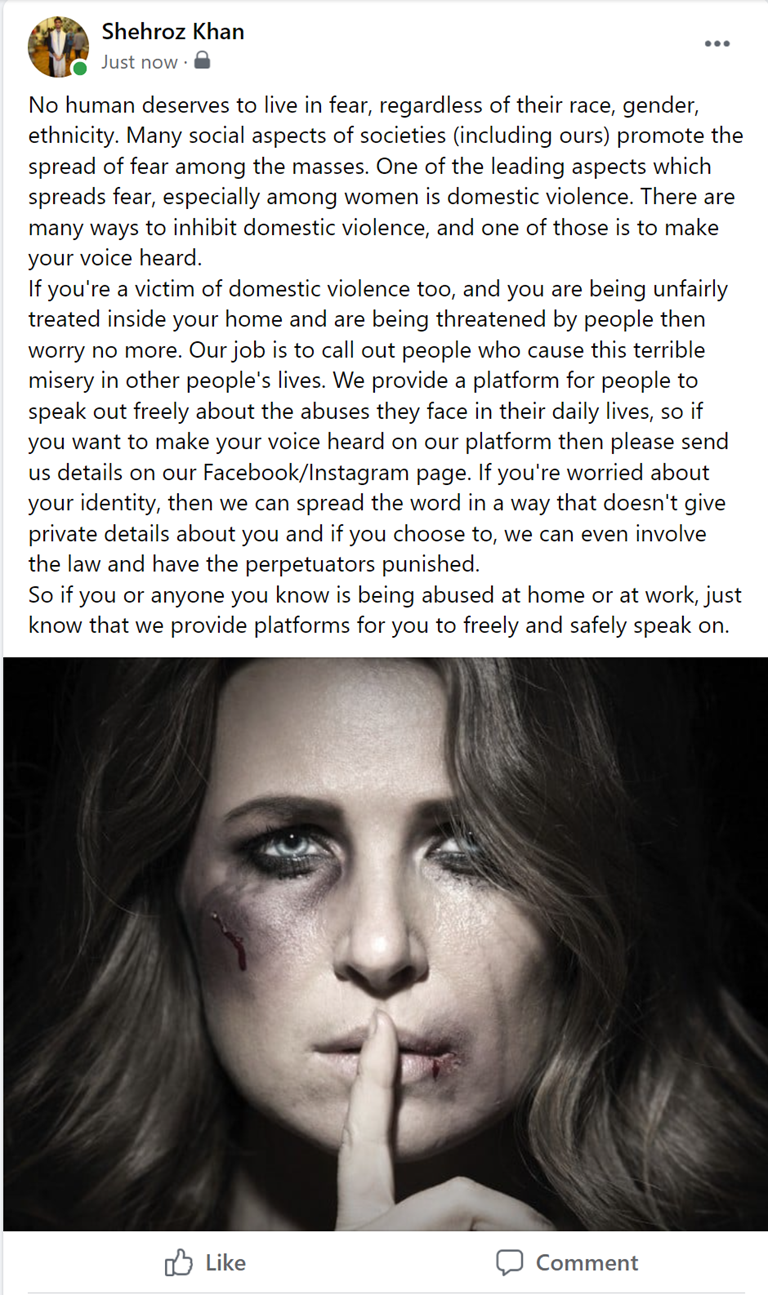 Shehroz Khan
Just now ·
No human deserves to live in fear, regardless of their race, gender,
ethnicity. Many social aspects of societies (including ours) promote the
spread of fear among the masses. One of the leading aspects which
spreads fear, especially among women is domestic violence. There are
many ways to inhibit domestic violence, and one of those is to make
your voice heard.
If you're a victim of domestic violence too, and you are being unfairly
treated inside your home and are being threatened by people then
worry no more. Our job is to call out people who cause this terrible
misery in other people's lives. We provide a platform for people to
speak out freely about the abuses they face in their daily lives, so if
you want to make your voice heard on our platform then please send
us details on our Facebook/Instagram page. If you're worried about
your identity, then we can spread the word in a way that doesn't give
private details about you and if you choose to, we can even involve
the law and have the perpetuators punished.
So if you or anyone you know is being abused at home or at work, just
know that we provide platforms for you to freely and safely speak on.
Like
Comment